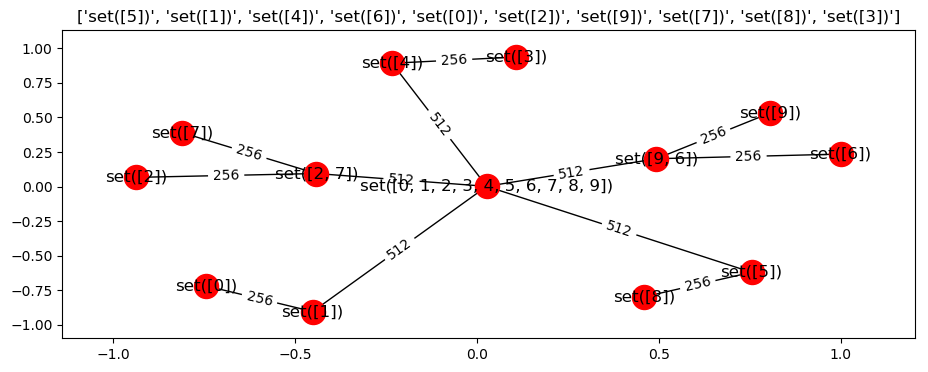 ['set([5])', 'set([1])', 'set([4])', 'set([6])', 'set([0])', 'set([2])', 'set([9])', 'set([7])', 'set([8])', 'set([3])']
1.00
0.75
0.50
0.25
0.00
−0.25
−0.50
−0.75
−1.00
set([4])
256
set([3])
512
set([7])
256
set([9])
256
set([2])
256
set([2, 7])
512
set([9, 6])
512
256
set([6])
set([0, 1, 2, 3, 4, 5, 6, 7, 8, 9])
512
512
set([0])
256
set([1])
set([8])
256
set([5])
−1.0
−0.5
0.0
0.5
1.0